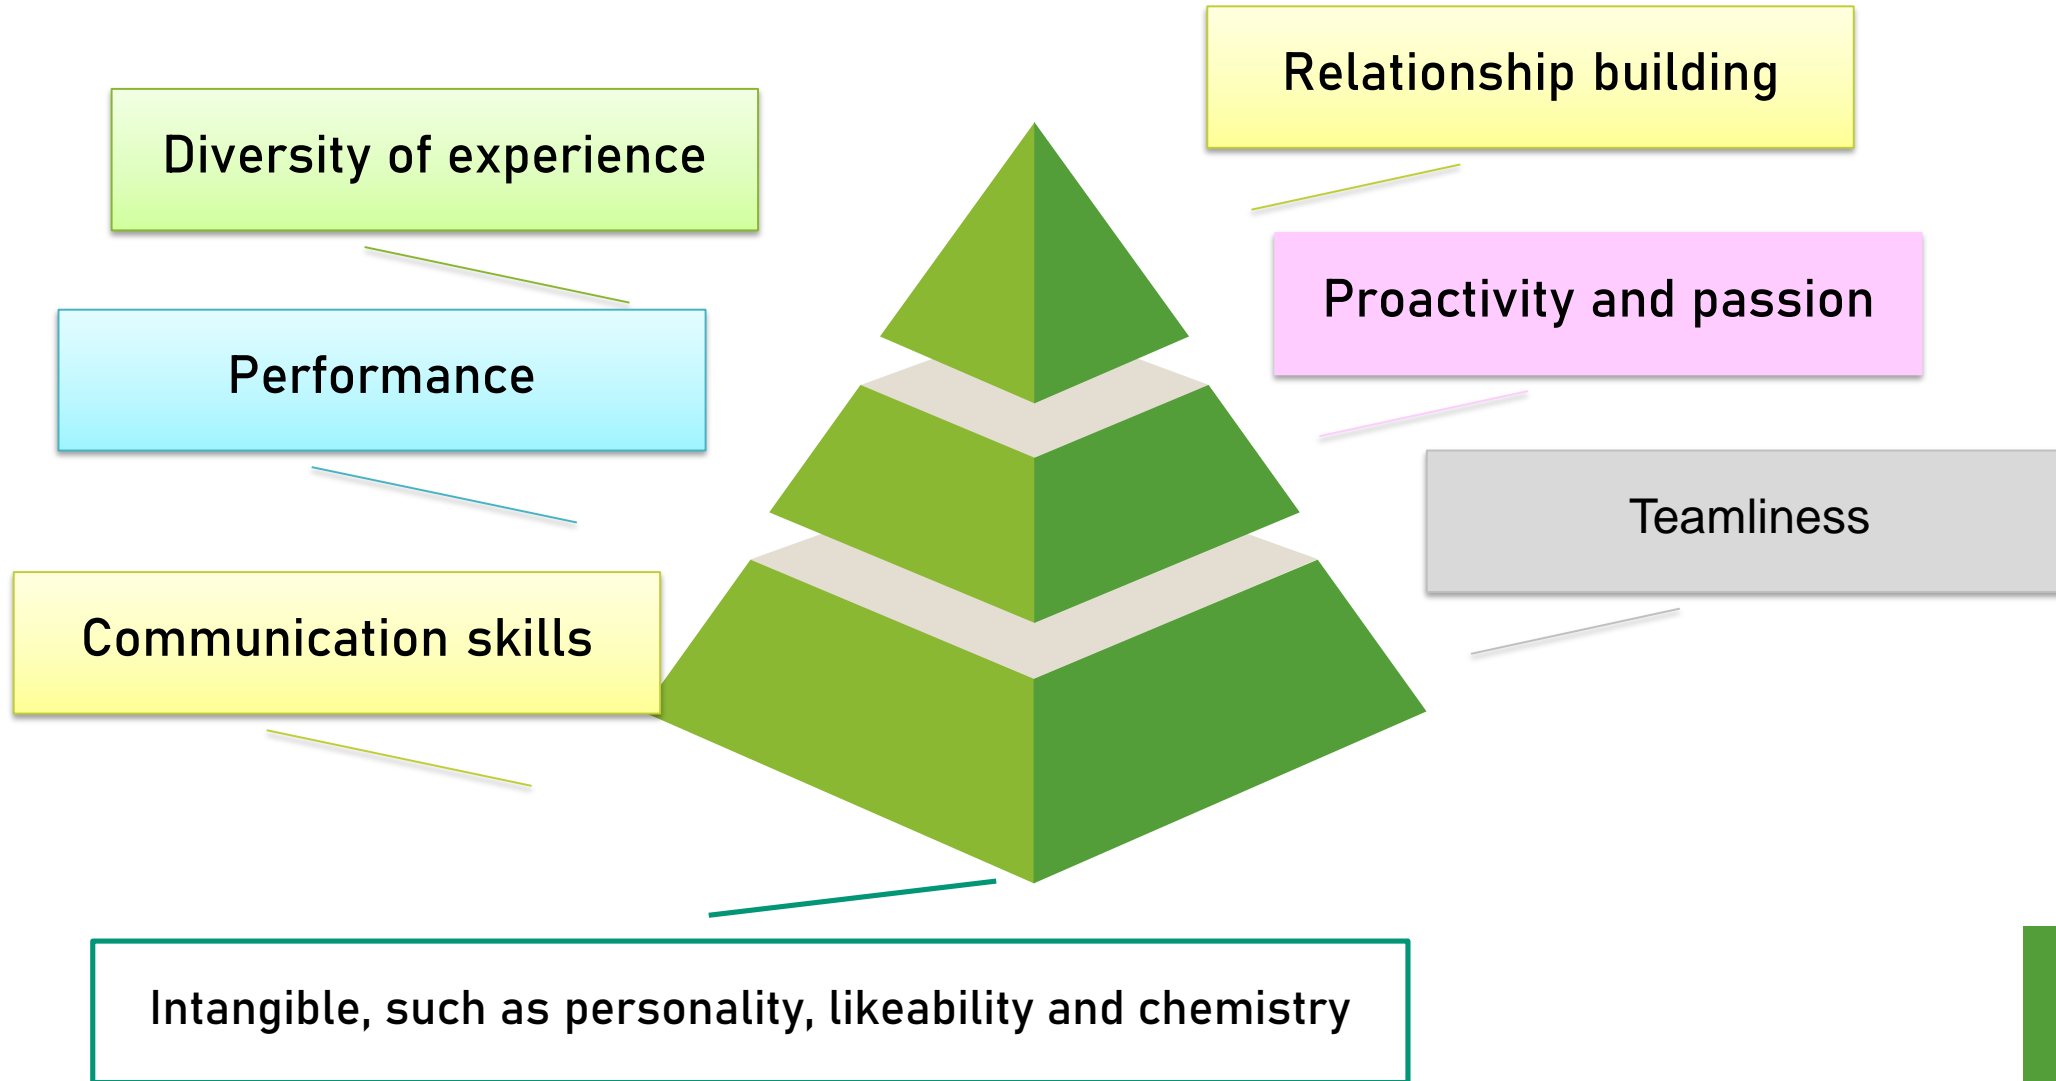 Relationship building
Diversity of experience
Proactivity and passion
Performance
Teamliness
Communication skills
Intangible, such as personality, likeability and chemistry